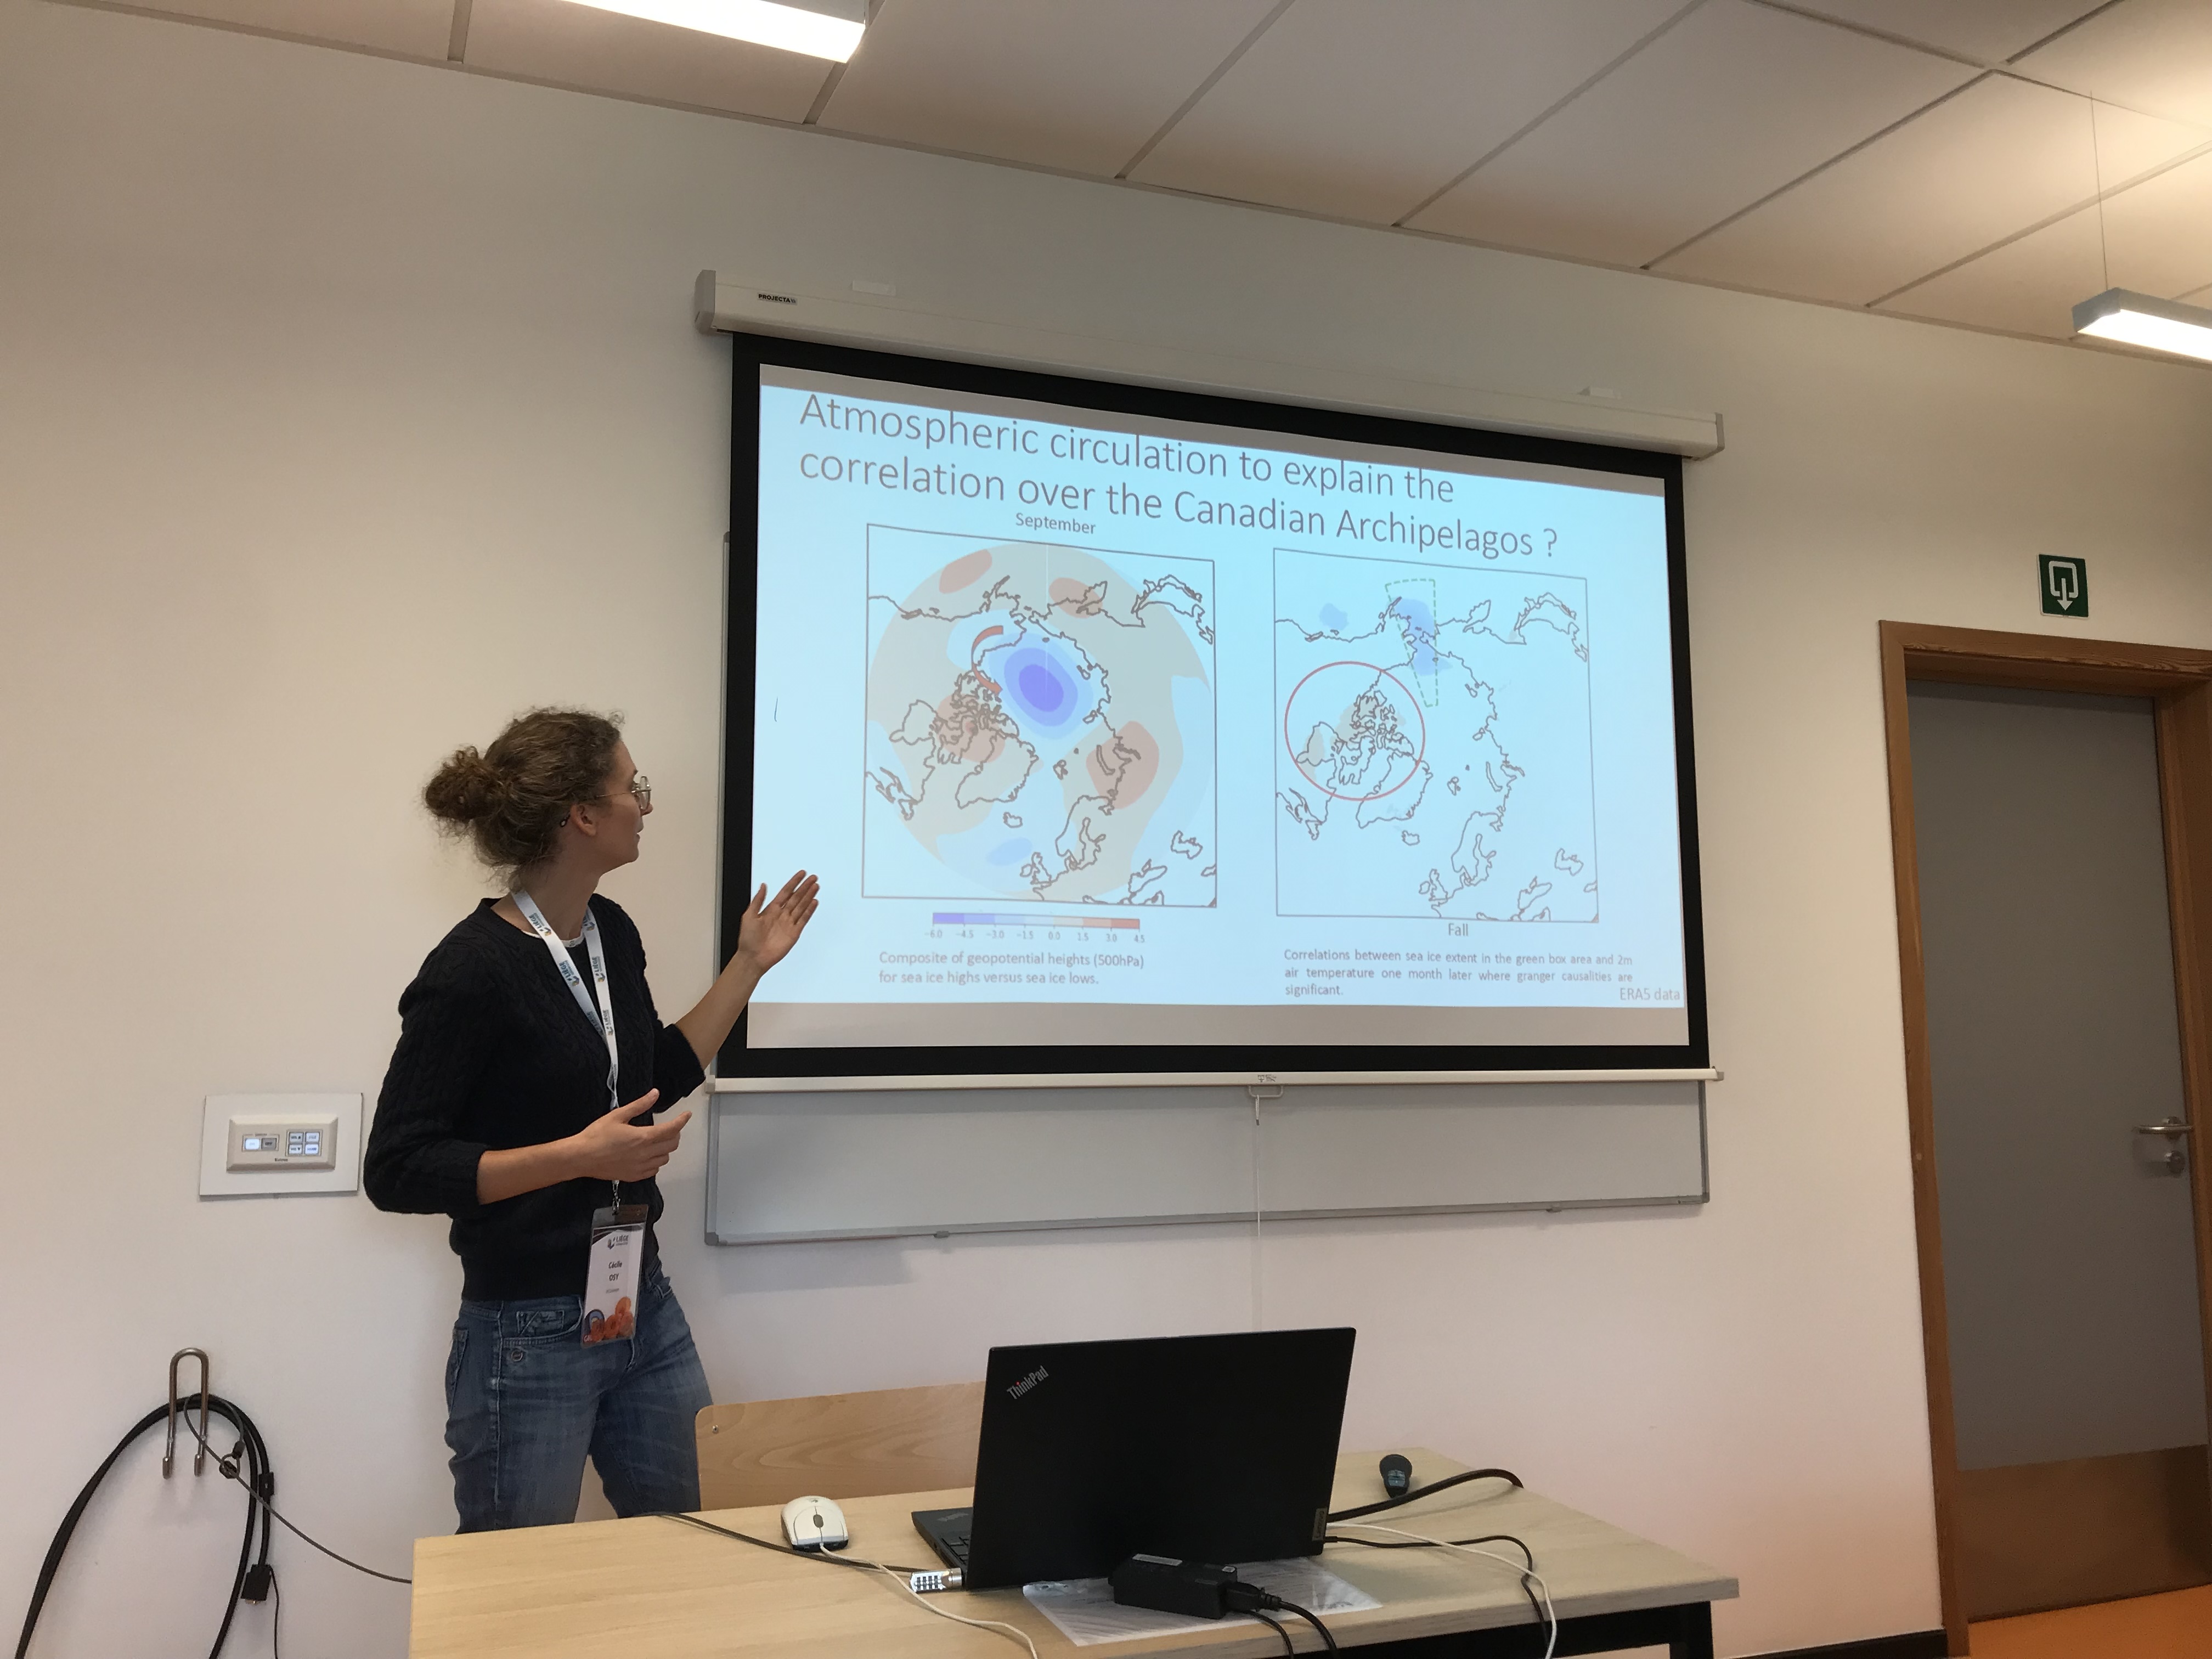 PROJECTA
Atmospheric circulation to explain the
correlation over the Canadian Archipelagos ?
September
-6.0 -4.5 -3.0 -1.5 0.0 1.5 3.0 4.5
Composite of geopotential heights (500hPa)
for sea ice highs versus sea ice lows.
Fall
Correlations between sea ice extent in the green box area and 2m
air temperature one month later where granger causalities are
significant.
ERA5 data
LIÈGE
Cécile
OSY
ThinkPad
Lenovo